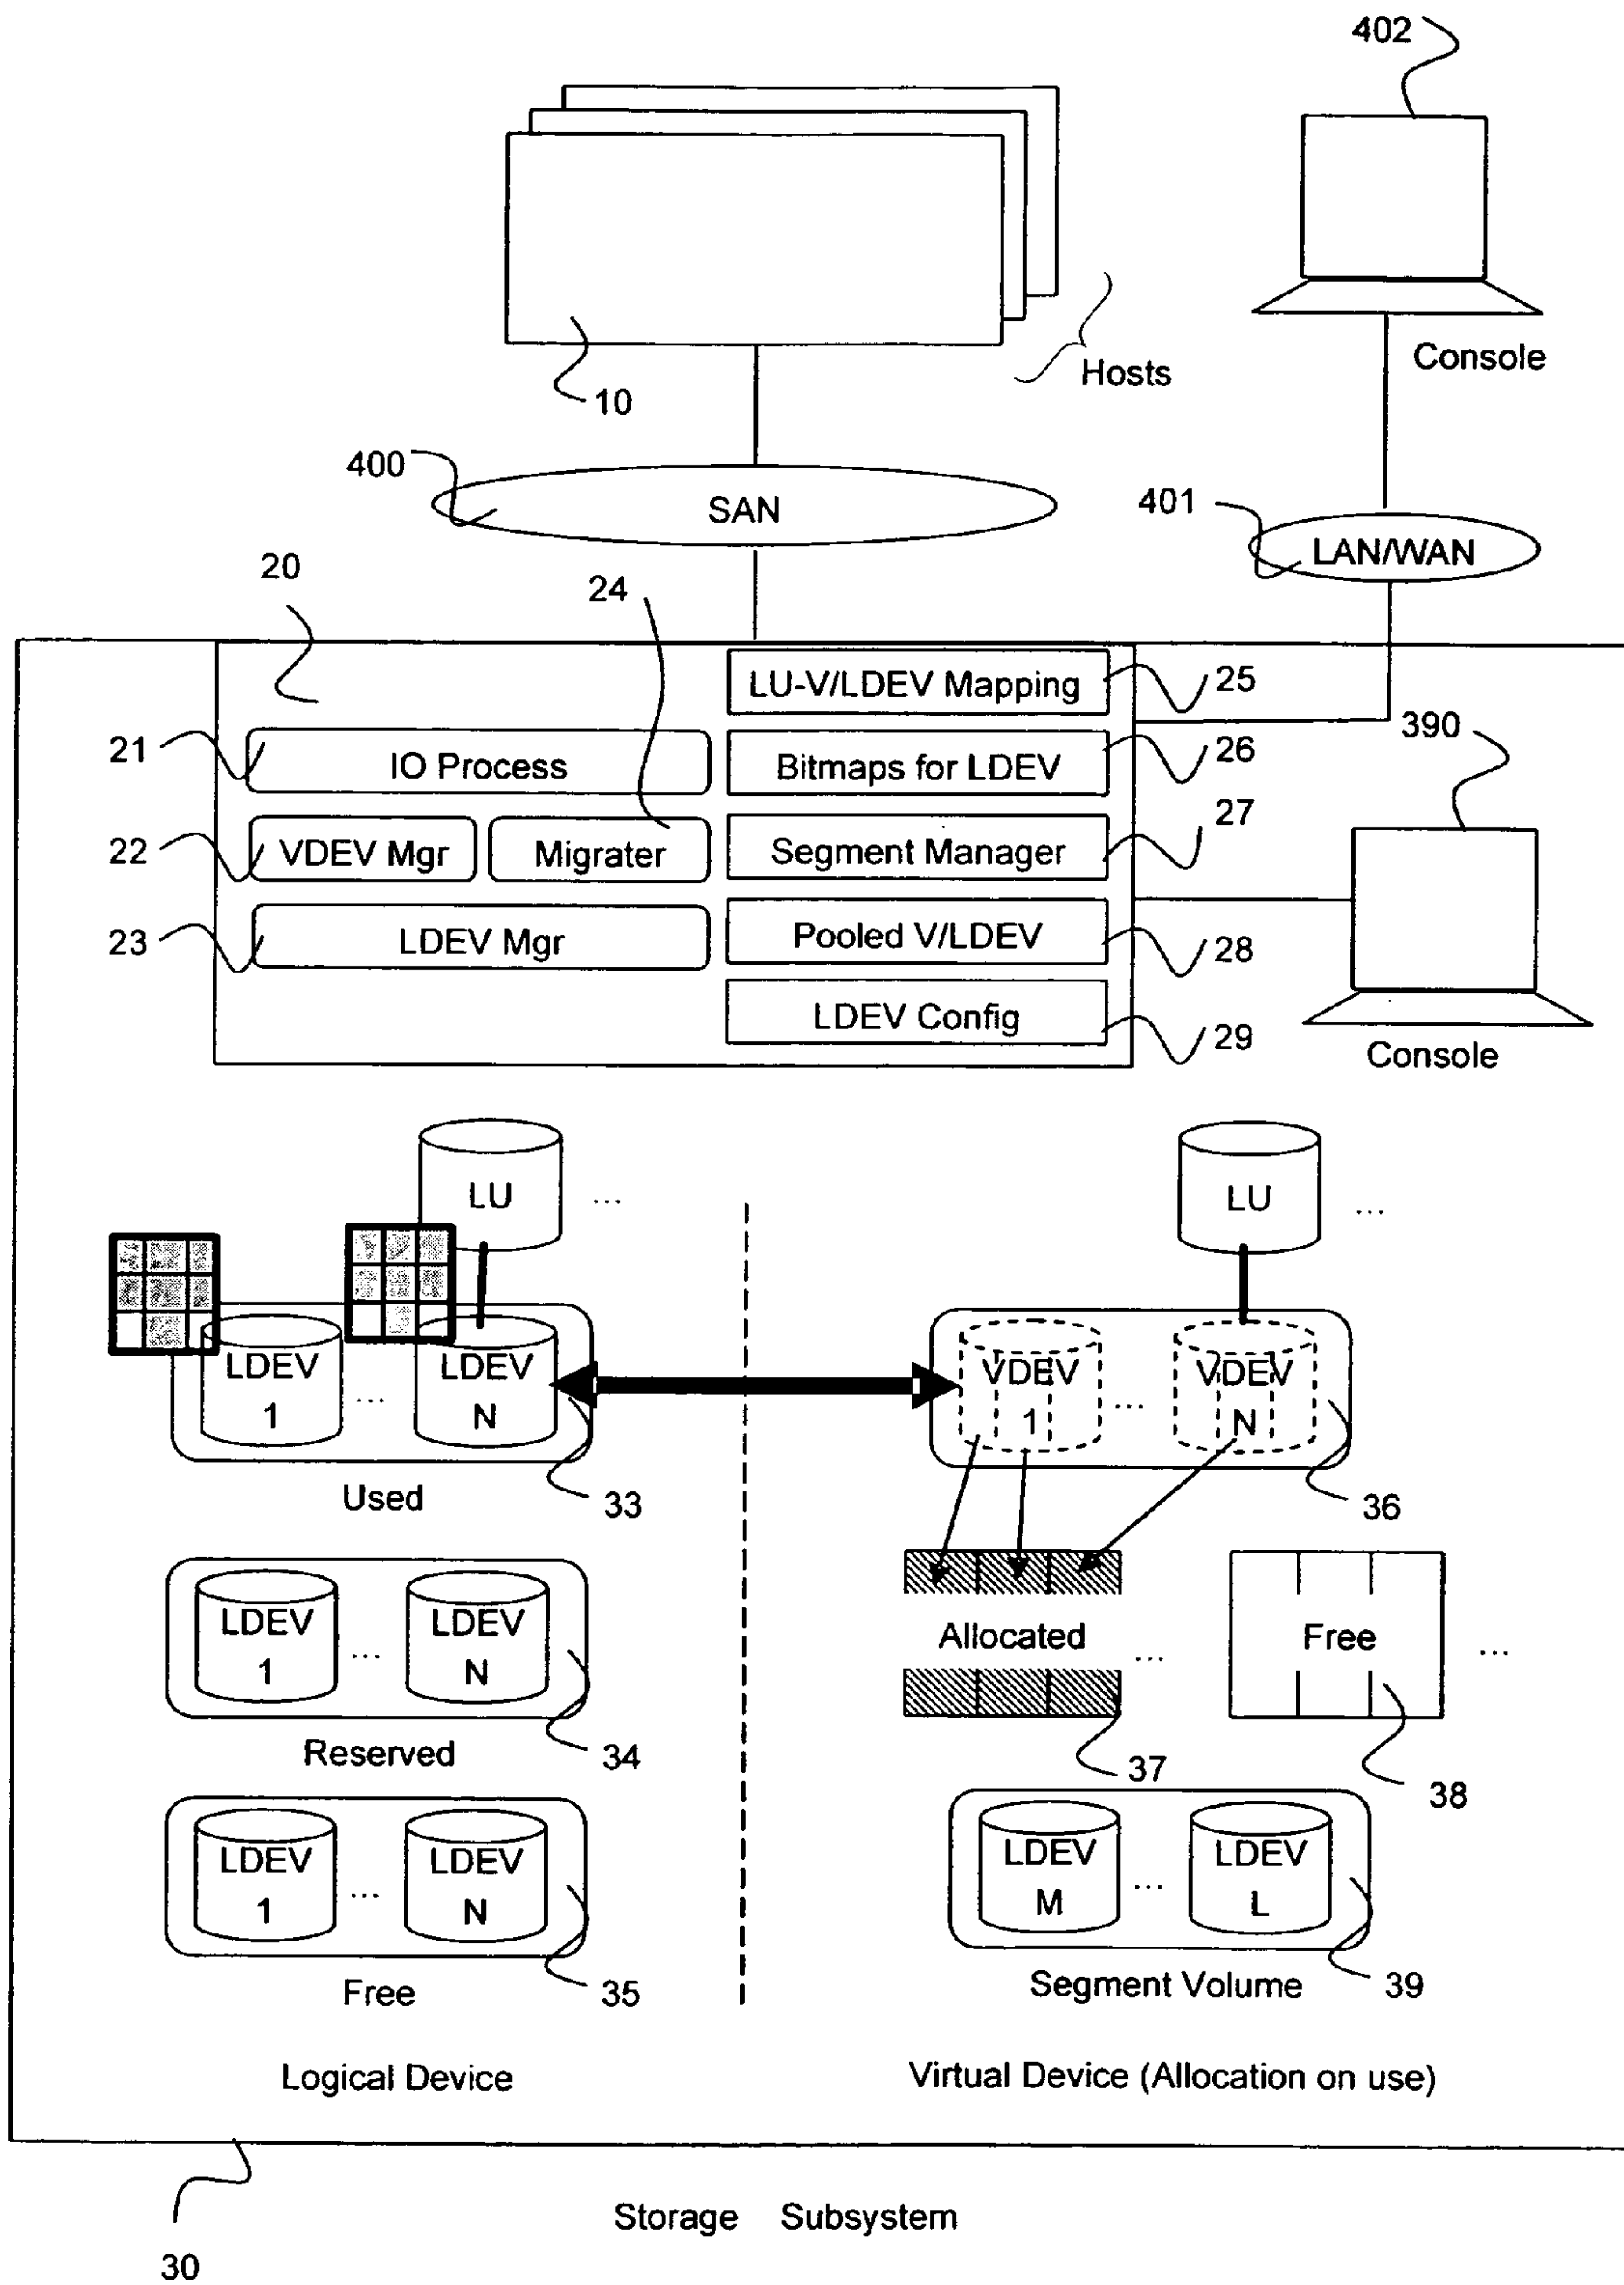 402
10
Hosts
Console
400
SAN
401
LAN/WAN
20
24
LU-V/LDEV Mapping
25
21
IO Process
Bitmaps for LDEV
26
390
22
VDEV Mgr
Migrater
Segment Manager
27
23
LDEV Mgr
Pooled V/LDEV
28
LDEV Config
29
Console
LU
...
LU
...
LDEV
1
...
LDEV
N
VDEV
1
...
VDEV
N
Used
33
36
LDEV
1
...
LDEV
N
Allocated
...
Free
...
Reserved
34
37
38
LDEV
1
...
LDEV
N
LDEV
M
...
LDEV
L
Free
35
Segment Volume
39
Logical Device
Virtual Device (Allocation on use)
Storage Subsystem
30